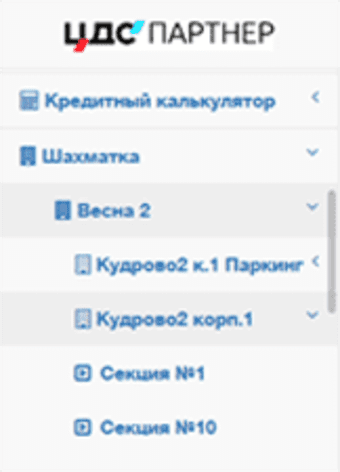 ЦДС ПАРТНЕР
Кредитный калькулятор
Шахматка
Весна 2
Кудрово2 к.1 Паркинг
Кудрово2 корп.1
Секция №1
Секция №10